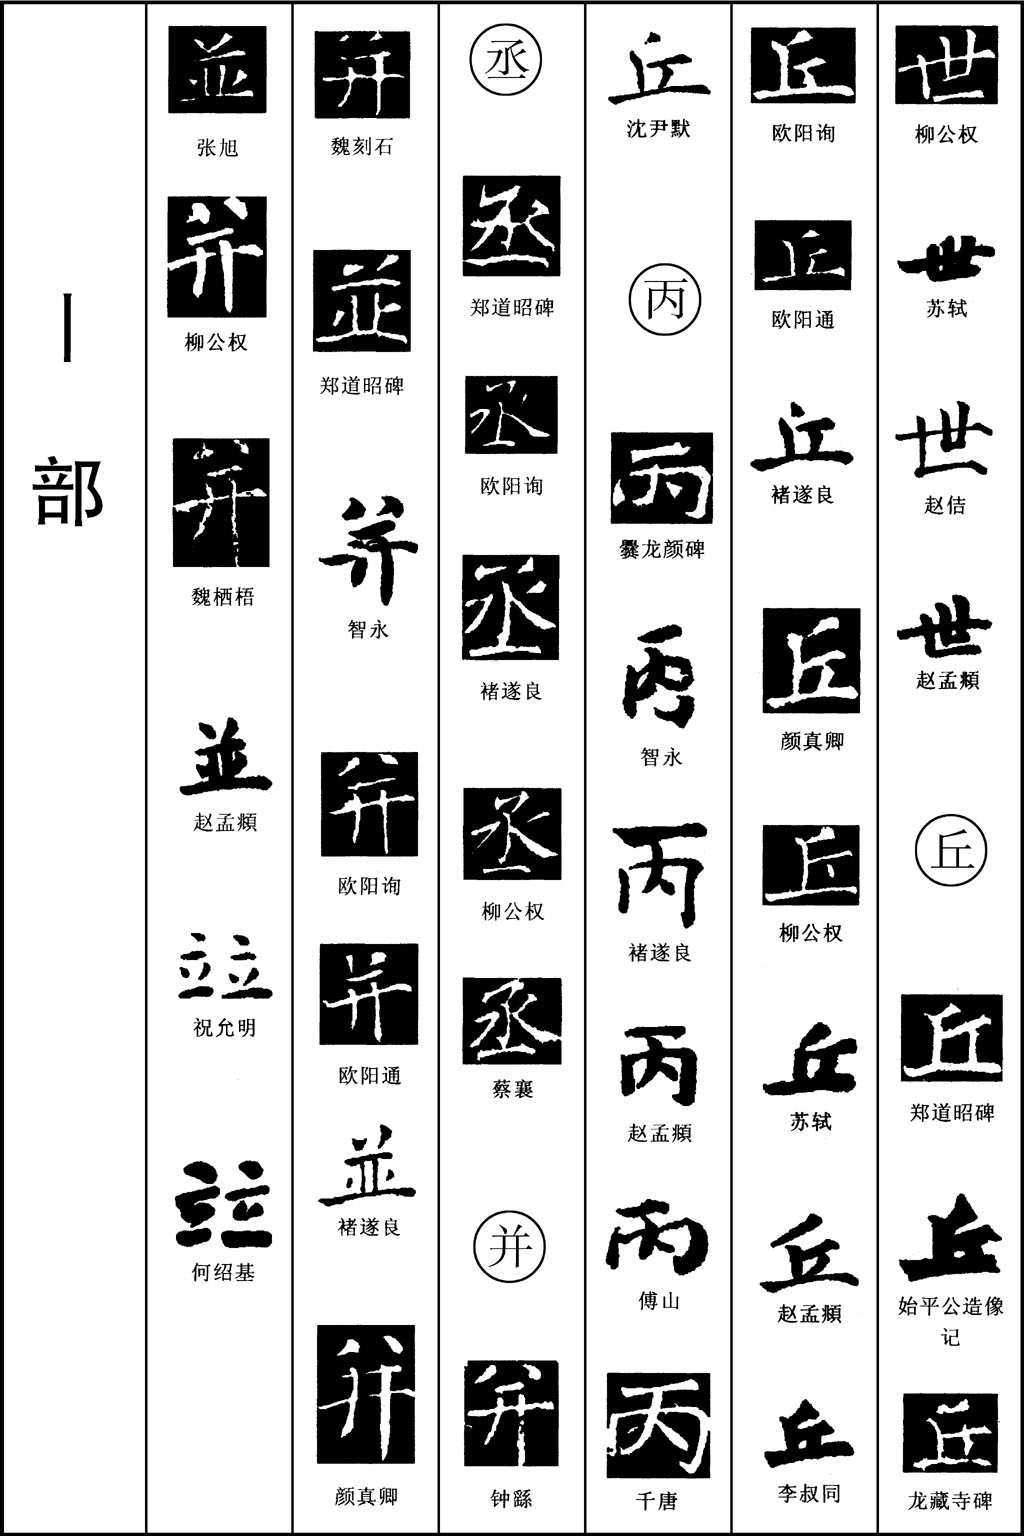 世
柳公权
世
苏轼
世
赵佶
世
赵孟頫
丘
丘
郑道昭碑
丘
始平公造像
记
丘
龙藏寺碑
丘
欧阳询
丘
欧阳通
丘
褚遂良
丘
颜真卿
丘
柳公权
丘
苏轼
丘
赵孟頫
丘
李叔同
丘
沈尹默
丙
丙
爨龙颜碑
丙
智永
丙
褚遂良
丙
赵孟頫
丙
傅山
丙
千唐
丞
丞
郑道昭碑
丞
欧阳询
丞
褚遂良
丞
柳公权
丞
蔡襄
并
并
钟繇
并
魏刻石
並
郑道昭碑
并
智永
并
欧阳询
并
欧阳通
並
褚遂良
并
颜真卿
並
张旭
并
柳公权
并
魏栖梧
並
赵孟頫
竝
祝允明
竝
何绍基
丨部